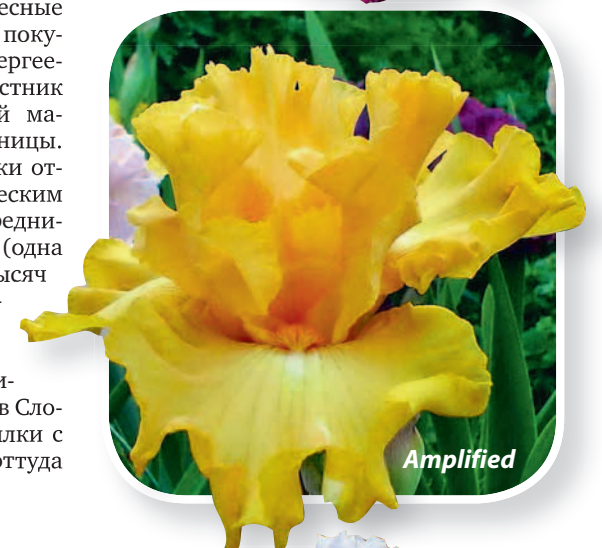 есные
поку-
ергее-
стник
й ма-
ницы.
ки от-
еским
редни-
(одна
ысяч
и-
в Сло-
лки с
оттуда
Amplified